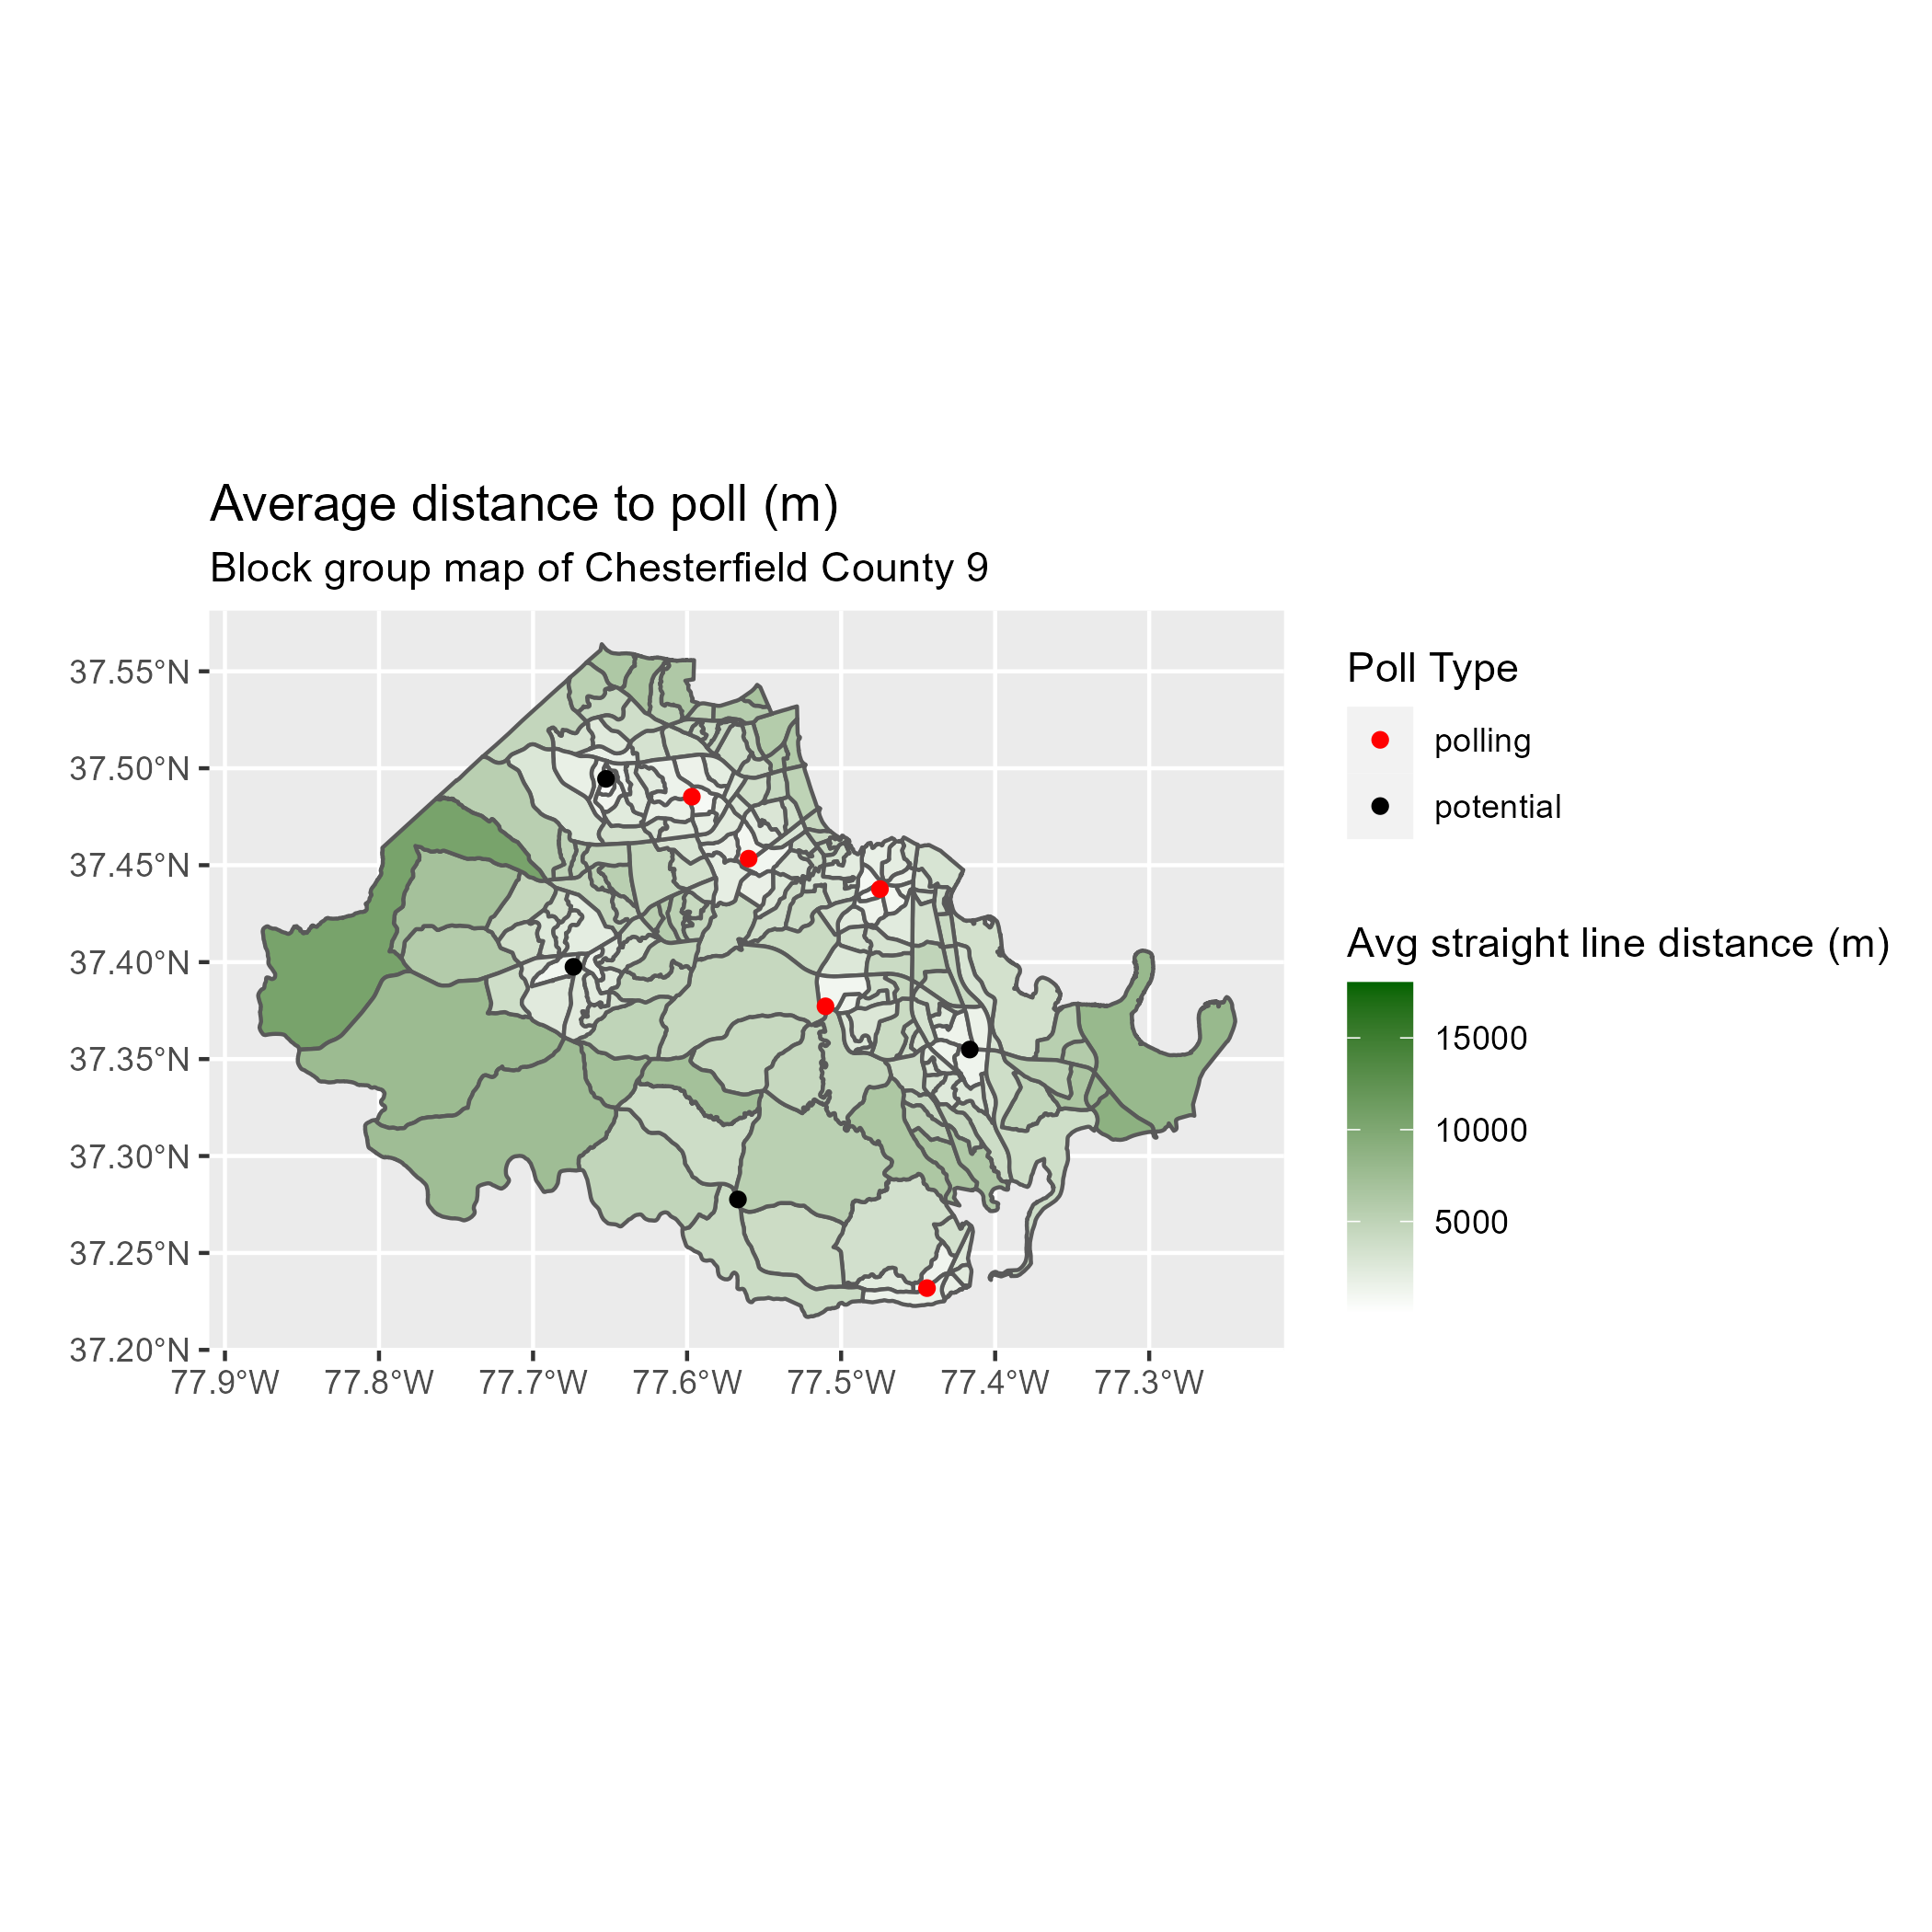 Average distance to poll (m)
Block group map of Chesterfield County 9
37.55°N
37.50°N
37.45°N
37.40°N
37.35°N
37.30°N
37.25°N
37.20°N
77.9°W 77.8°W 77.7°W 77.6°W 77.5°W 77.4°W 77.3°W
Poll Type
polling
potential
Avg straight line distance (m)
15000
10000
5000